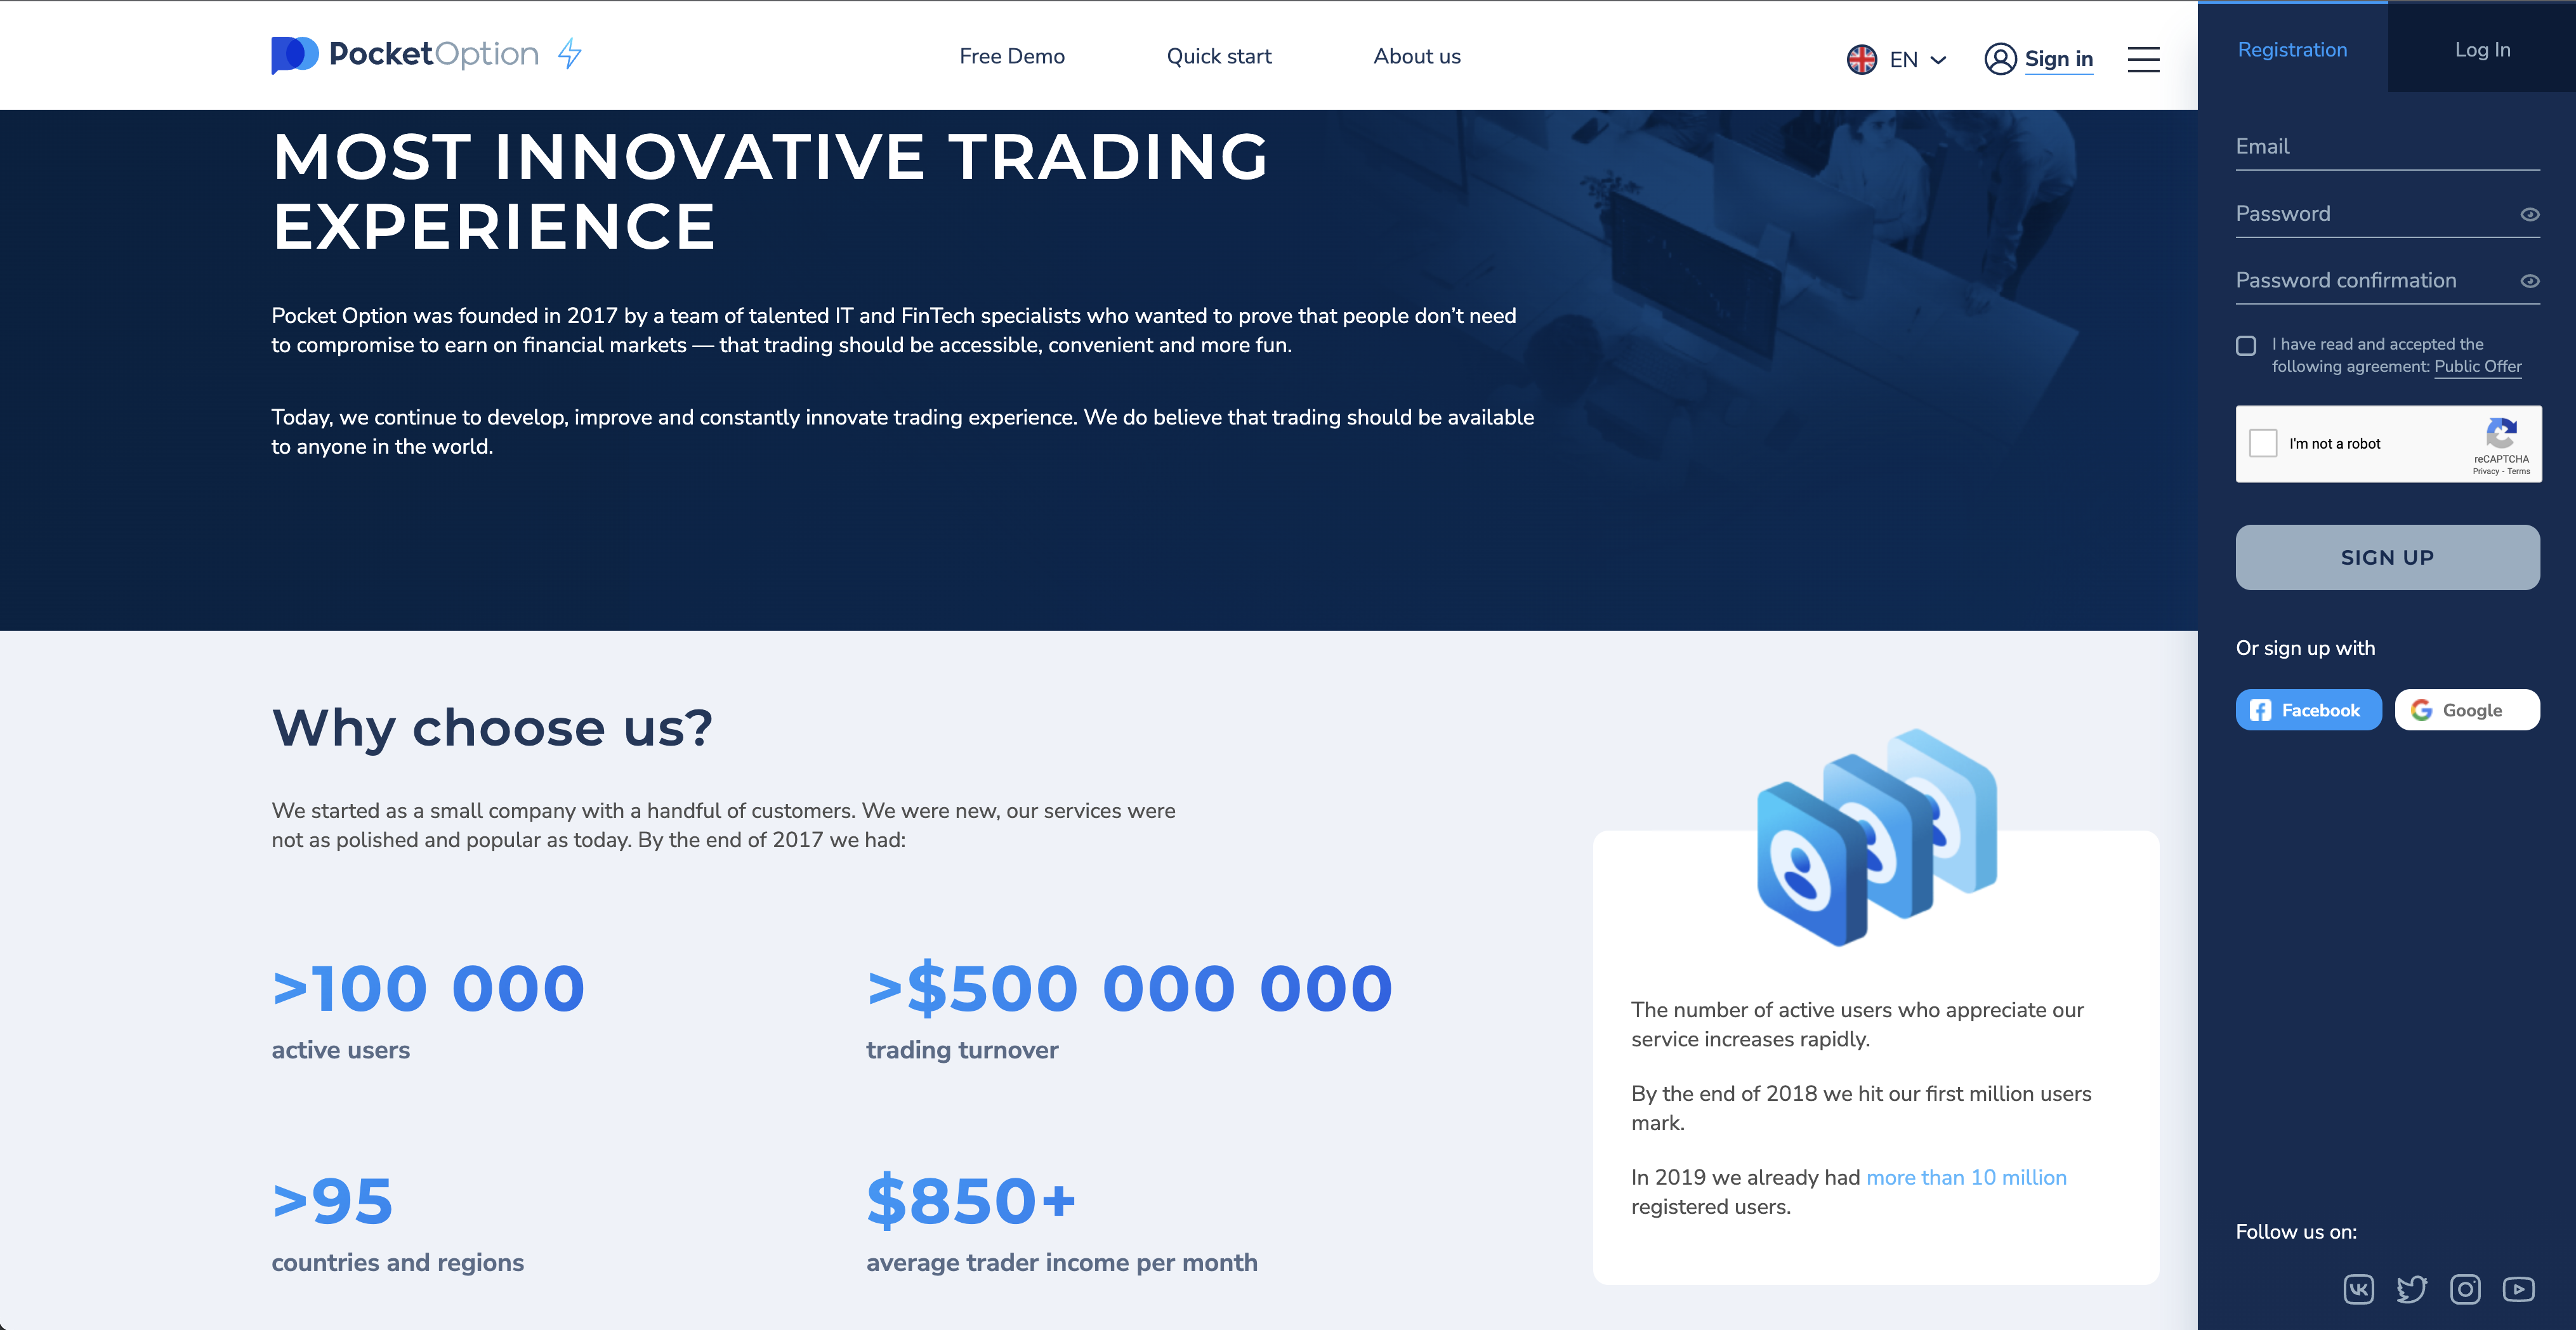 PocketOption
Free Demo
Quick start
About us
EN
Sign in
Registration
Log In
MOST INNOVATIVE TRADING
EXPERIENCE
Pocket Option was founded in 2017 by a team of talented IT and FinTech specialists who wanted to prove that people don’t need
to compromise to earn on financial markets — that trading should be accessible, convenient and more fun.
Today, we continue to develop, improve and constantly innovate trading experience. We do believe that trading should be available
to anyone in the world.
Why choose us?
We started as a small company with a handful of customers. We were new, our services were
not as polished and popular as today. By the end of 2017 we had:
>100 000
active users
>$500 000 000
trading turnover
>95
countries and regions
$850+
average trader income per month
The number of active users who appreciate our
service increases rapidly.
By the end of 2018 we hit our first million users
mark.
In 2019 we already had more than 10 million
registered users.
Email
Password
Password confirmation
I have read and accepted the
following agreement: Public Offer
I'm not a robot
reCAPTCHA
Privacy - Terms
SIGN UP
Or sign up with
Facebook
Google
Follow us on: